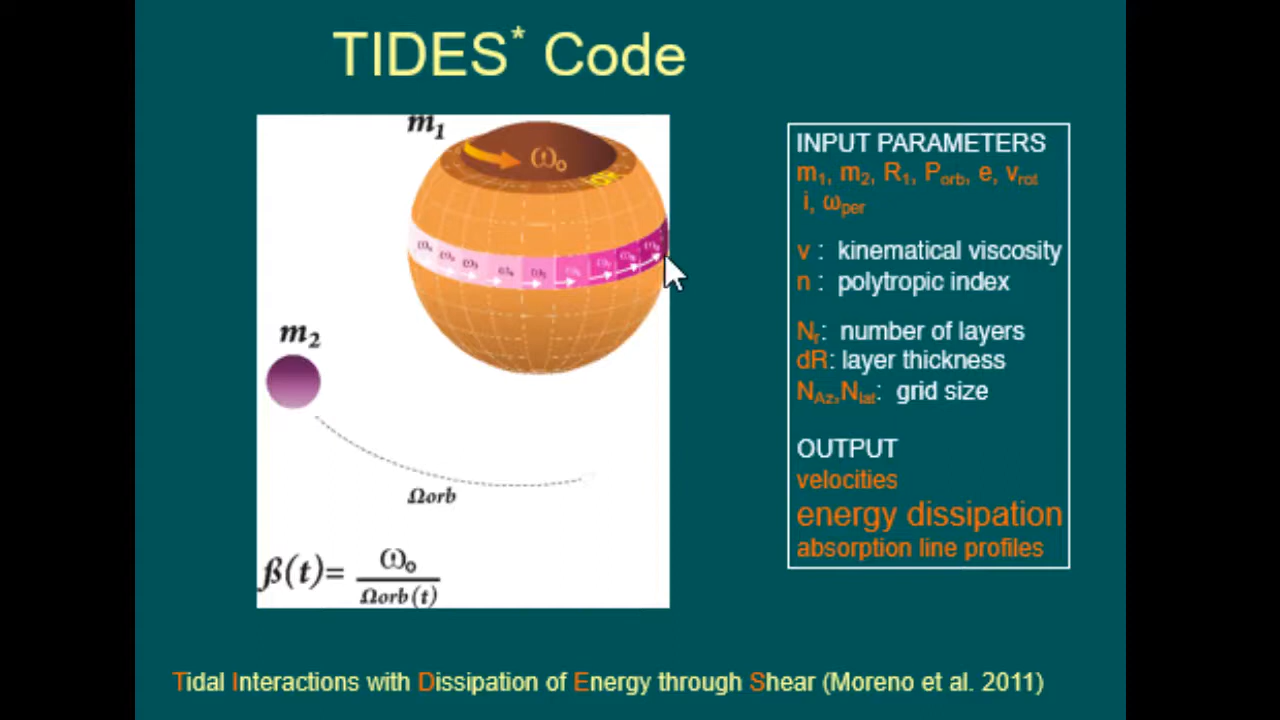 TIDES* Code
m1
ω0
m2
Ωorb
ß(t)= ω0 / Ωorb(t)
INPUT PARAMETERS
m1, m2, R1, Porb, e, vrot
i, ωper
ν : kinematical viscosity
n : polytropic index
Nr: number of layers
dR: layer thickness
NAz,Nlat: grid size
OUTPUT
velocities
energy dissipation
absorption line profiles
Tidal Interactions with Dissipation of Energy through Shear (Moreno et al. 2011)